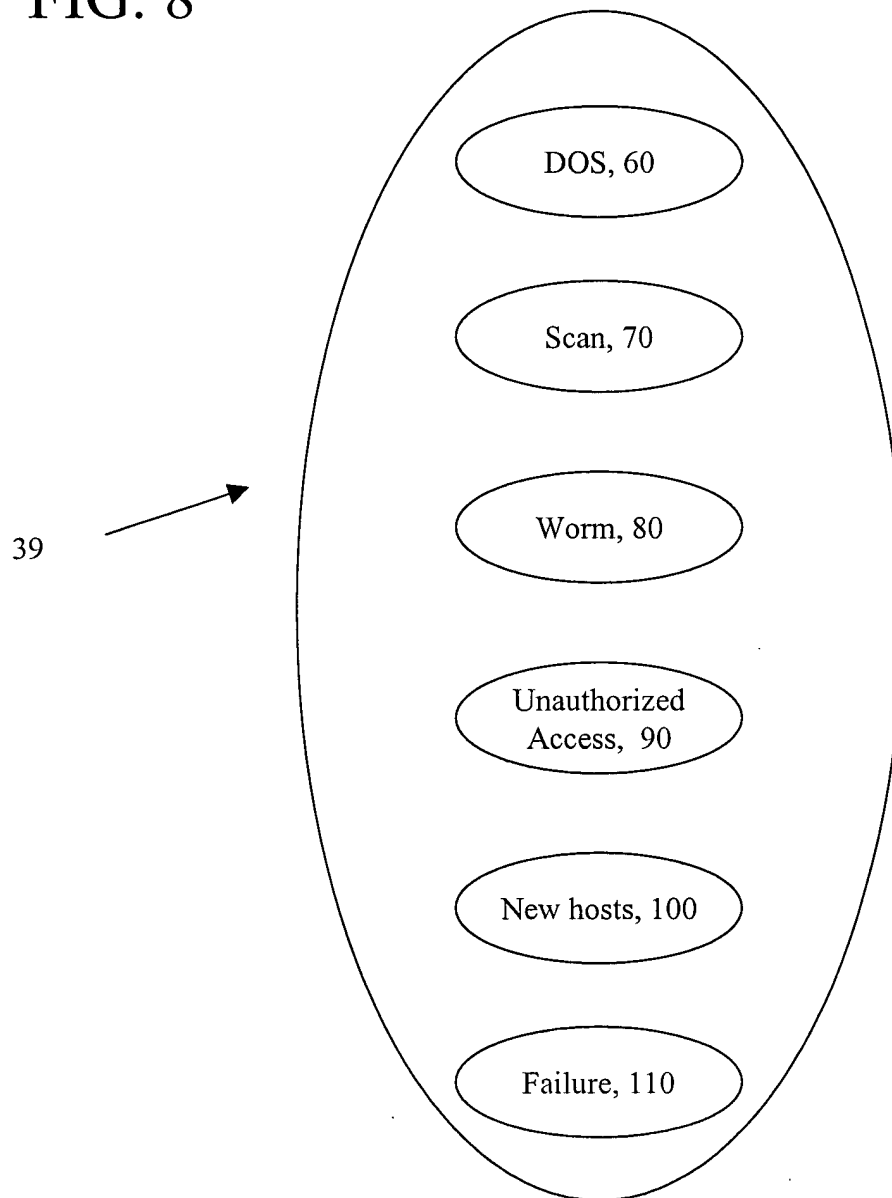 FIG. 8
DOS, 60
Scan, 70
39
Worm, 80
Unauthorized
Access, 90
New hosts, 100
Failure, 110